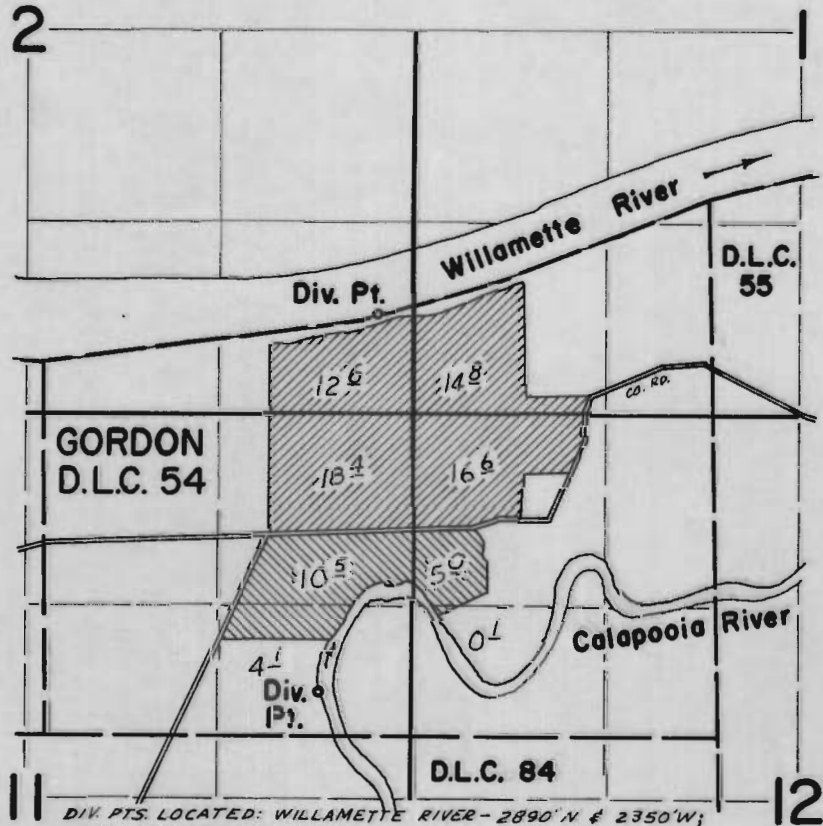 2 1
Willamette River
Div. Pt.
D.L.C.
55
12 6
14 8
CO. RD.
GORDON
D.L.C. 54
18 4
16 6
10 5
5 0
0 1
Calapooia River
4 1
Div.
Pt.
D.L.C. 84
11 12
DIV. PTS. LOCATED: WILLAMETTE RIVER - 2890' N & 2350' W;